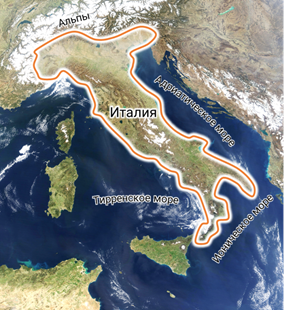 Альпы
Адриатическое море
Италия
Тирренское море
Ионическое море